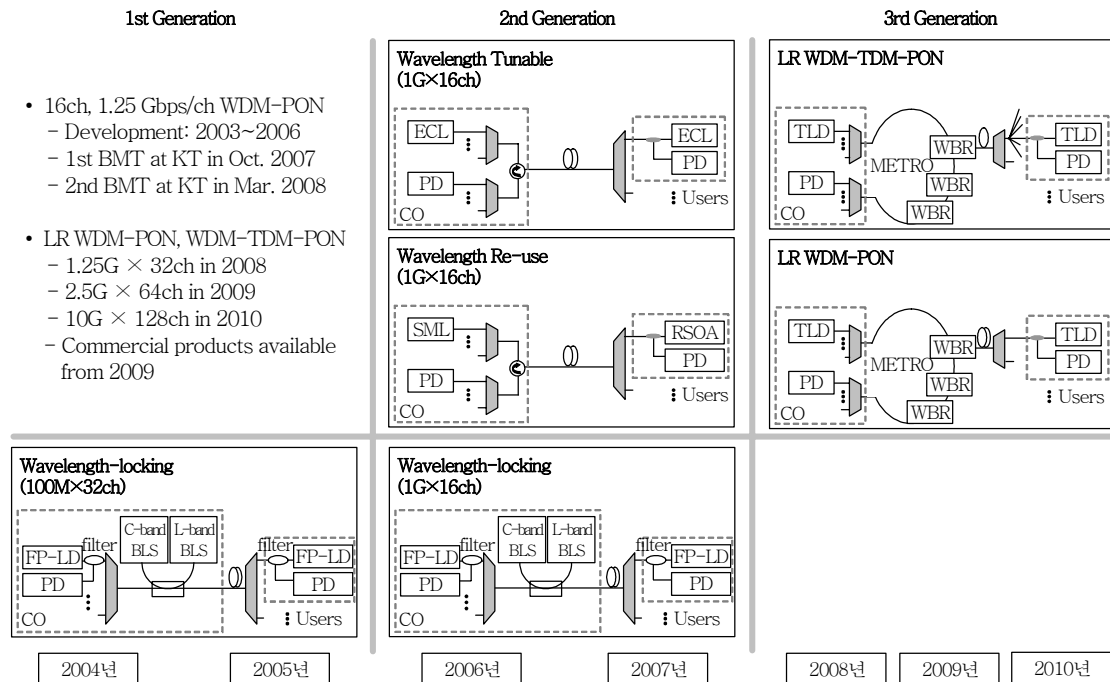 1st Generation
2nd Generation
3rd Generation
• 16ch, 1.25 Gbps/ch WDM-PON
- Development: 2003~2006
- 1st BMT at KT in Oct. 2007
- 2nd BMT at KT in Mar. 2008
• LR WDM-PON, WDM-TDM-PON
- 1.25G × 32ch in 2008
- 2.5G × 64ch in 2009
- 10G × 128ch in 2010
- Commercial products available
from 2009
Wavelength Tunable
(1G×16ch)
ECL
PD
CO
ECL
PD
Users
Wavelength Re-use
(1G×16ch)
SML
PD
CO
RSOA
PD
Users
LR WDM-TDM-PON
TLD
PD
CO
METRO
WBR
WBR
WBR
TLD
PD
Users
LR WDM-PON
TLD
PD
CO
METRO
WBR
WBR
WBR
TLD
PD
Users
Wavelength-locking
(100M×32ch)
FP-LD
PD
CO
filter
C-band
BLS
L-band
BLS
filter
FP-LD
PD
Users
Wavelength-locking
(1G×16ch)
FP-LD
PD
CO
filter
C-band
BLS
L-band
BLS
filter
FP-LD
PD
Users
2004년
2005년
2006년
2007년
2008년
2009년
2010년